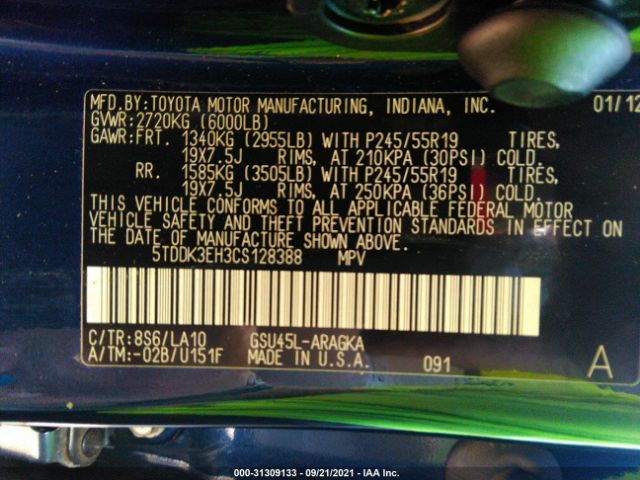 MFD.BY:TOYOTA MOTOR MANUFACTURING, INDIANA, INC. 01/12
GVWR:2720KG (6000LB)
GAWR:FRT. 1340KG (2955LB) WITH P245/55R19 TIRES,
19X7.5J RIMS, AT 210KPA (30PSI) COLD.
RR. 1585KG (3505LB) WITH P245/55R19 TIRES,
19X7.5J RIMS, AT 250KPA (36PSI) COLD.
THIS VEHICLE CONFORMS TO ALL APPLICABLE FEDERAL MOTOR
VEHICLE SAFETY AND THEFT PREVENTION STANDARDS IN EFFECT ON
THE DATE OF MANUFACTURE SHOWN ABOVE.
5TDDK3EH3CS128388 MPV
C/TR:8S6/LA10 GSU45L-ARAGKA
A/TM:-02B/U151F MADE IN U.S.A. 091 A
000-31309133 - 09/21/2021 - IAA Inc.